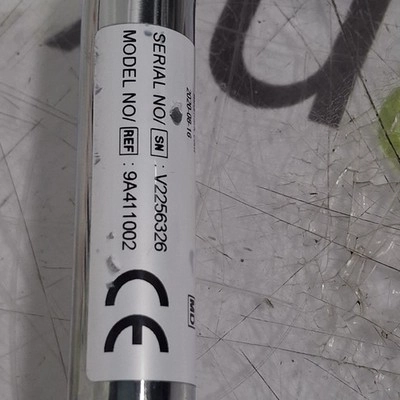 2020-06-16
SERIAL NO/ SN : V2256326
MODEL NO/ REF : 9A411002
CE
MD